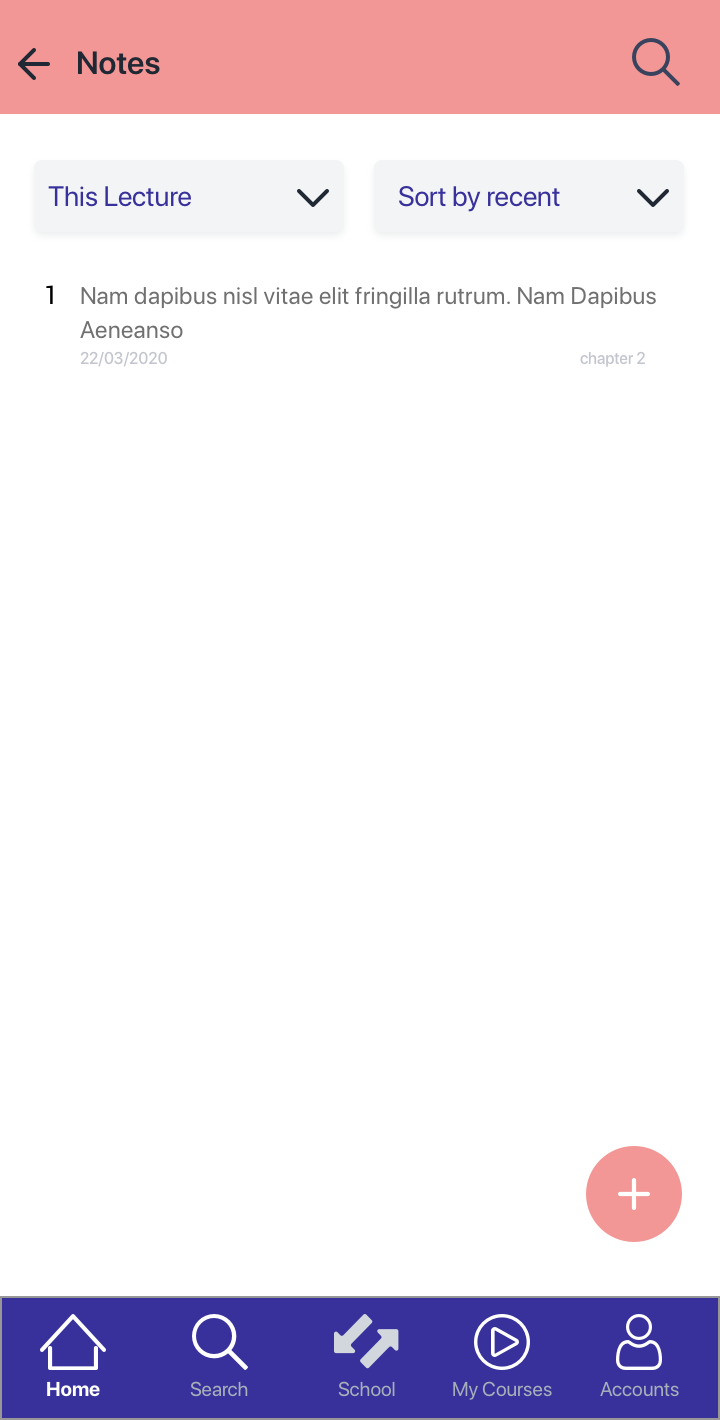 Notes
This Lecture
Sort by recent
1
Nam dapibus nisl vitae elit fringilla rutrum. Nam Dapibus
Aeneanso
22/03/2020
chapter 2
Home
Search
School
My Courses
Accounts